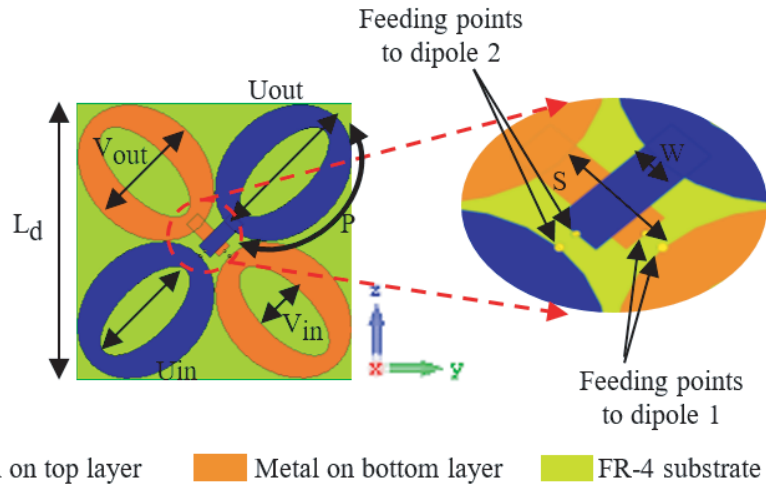 Feeding points
to dipole 2
Uout
Vout
W
S
Ld
P
z
Vin
Uin
x
y
Feeding points
to dipole 1
on top layer
Metal on bottom layer
FR-4 substrate